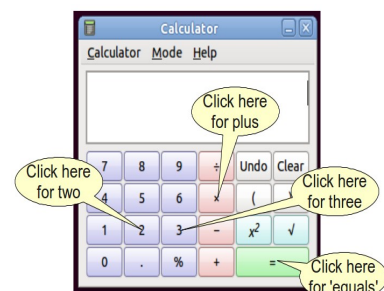 Calculator
Calculator Mode Help
Click here
for plus
7 8 9 ÷ Undo Clear
Click here
for two
Click here
for three
4 5 6 × (
1 2 3 − x² √
0 . % + =
Click here
for 'equals'